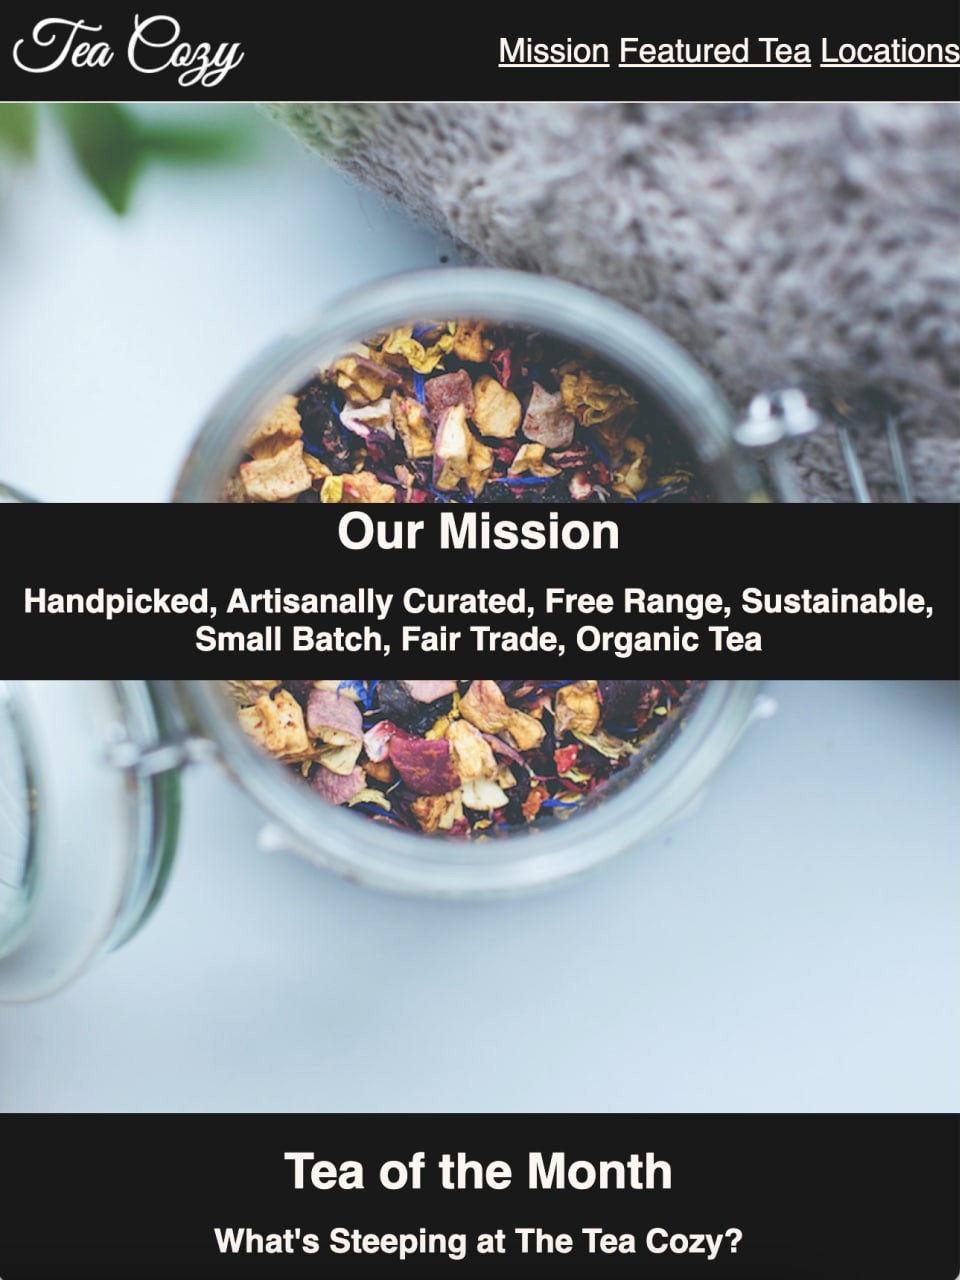 Tea Cozy
Mission Featured Tea Locations
Our Mission
Handpicked, Artisanally Curated, Free Range, Sustainable,
Small Batch, Fair Trade, Organic Tea
Tea of the Month
What's Steeping at The Tea Cozy?